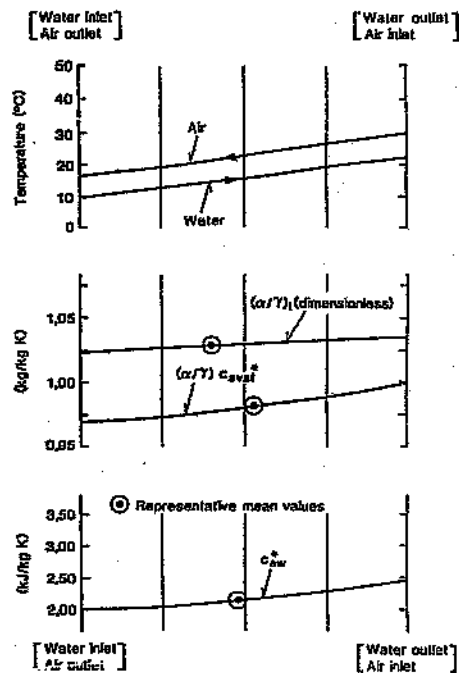 [Water inlet
Air outlet]
[Water outlet
Air inlet]
Temperature (°C)
50
40
30
20
10
0
Air
Water
(kg/kg K)
1,05
1,00
0,95
(α/γ)₁ (dimensionless)
(α/γ)
⊙ Representative mean values
(kJ/kg K)
3,50
3,00
2,50
2,00
c*aw
[Water inlet
Air outlet]
[Water outlet
Air inlet]